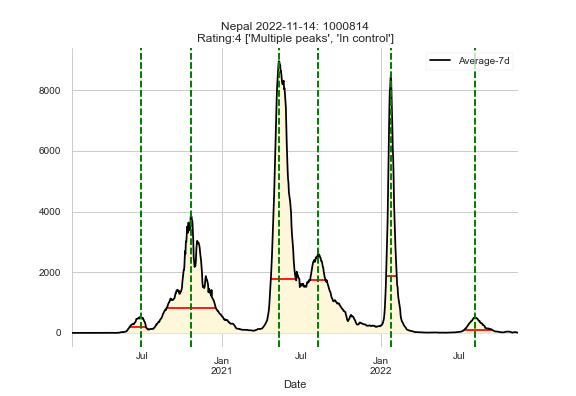 Nepal 2022-11-14: 1000814
Rating:4 ['Multiple peaks', 'In control']
Average-7d
8000
6000
4000
2000
0
Jul
Jan
2021
Jul
Jan
2022
Jul
Date